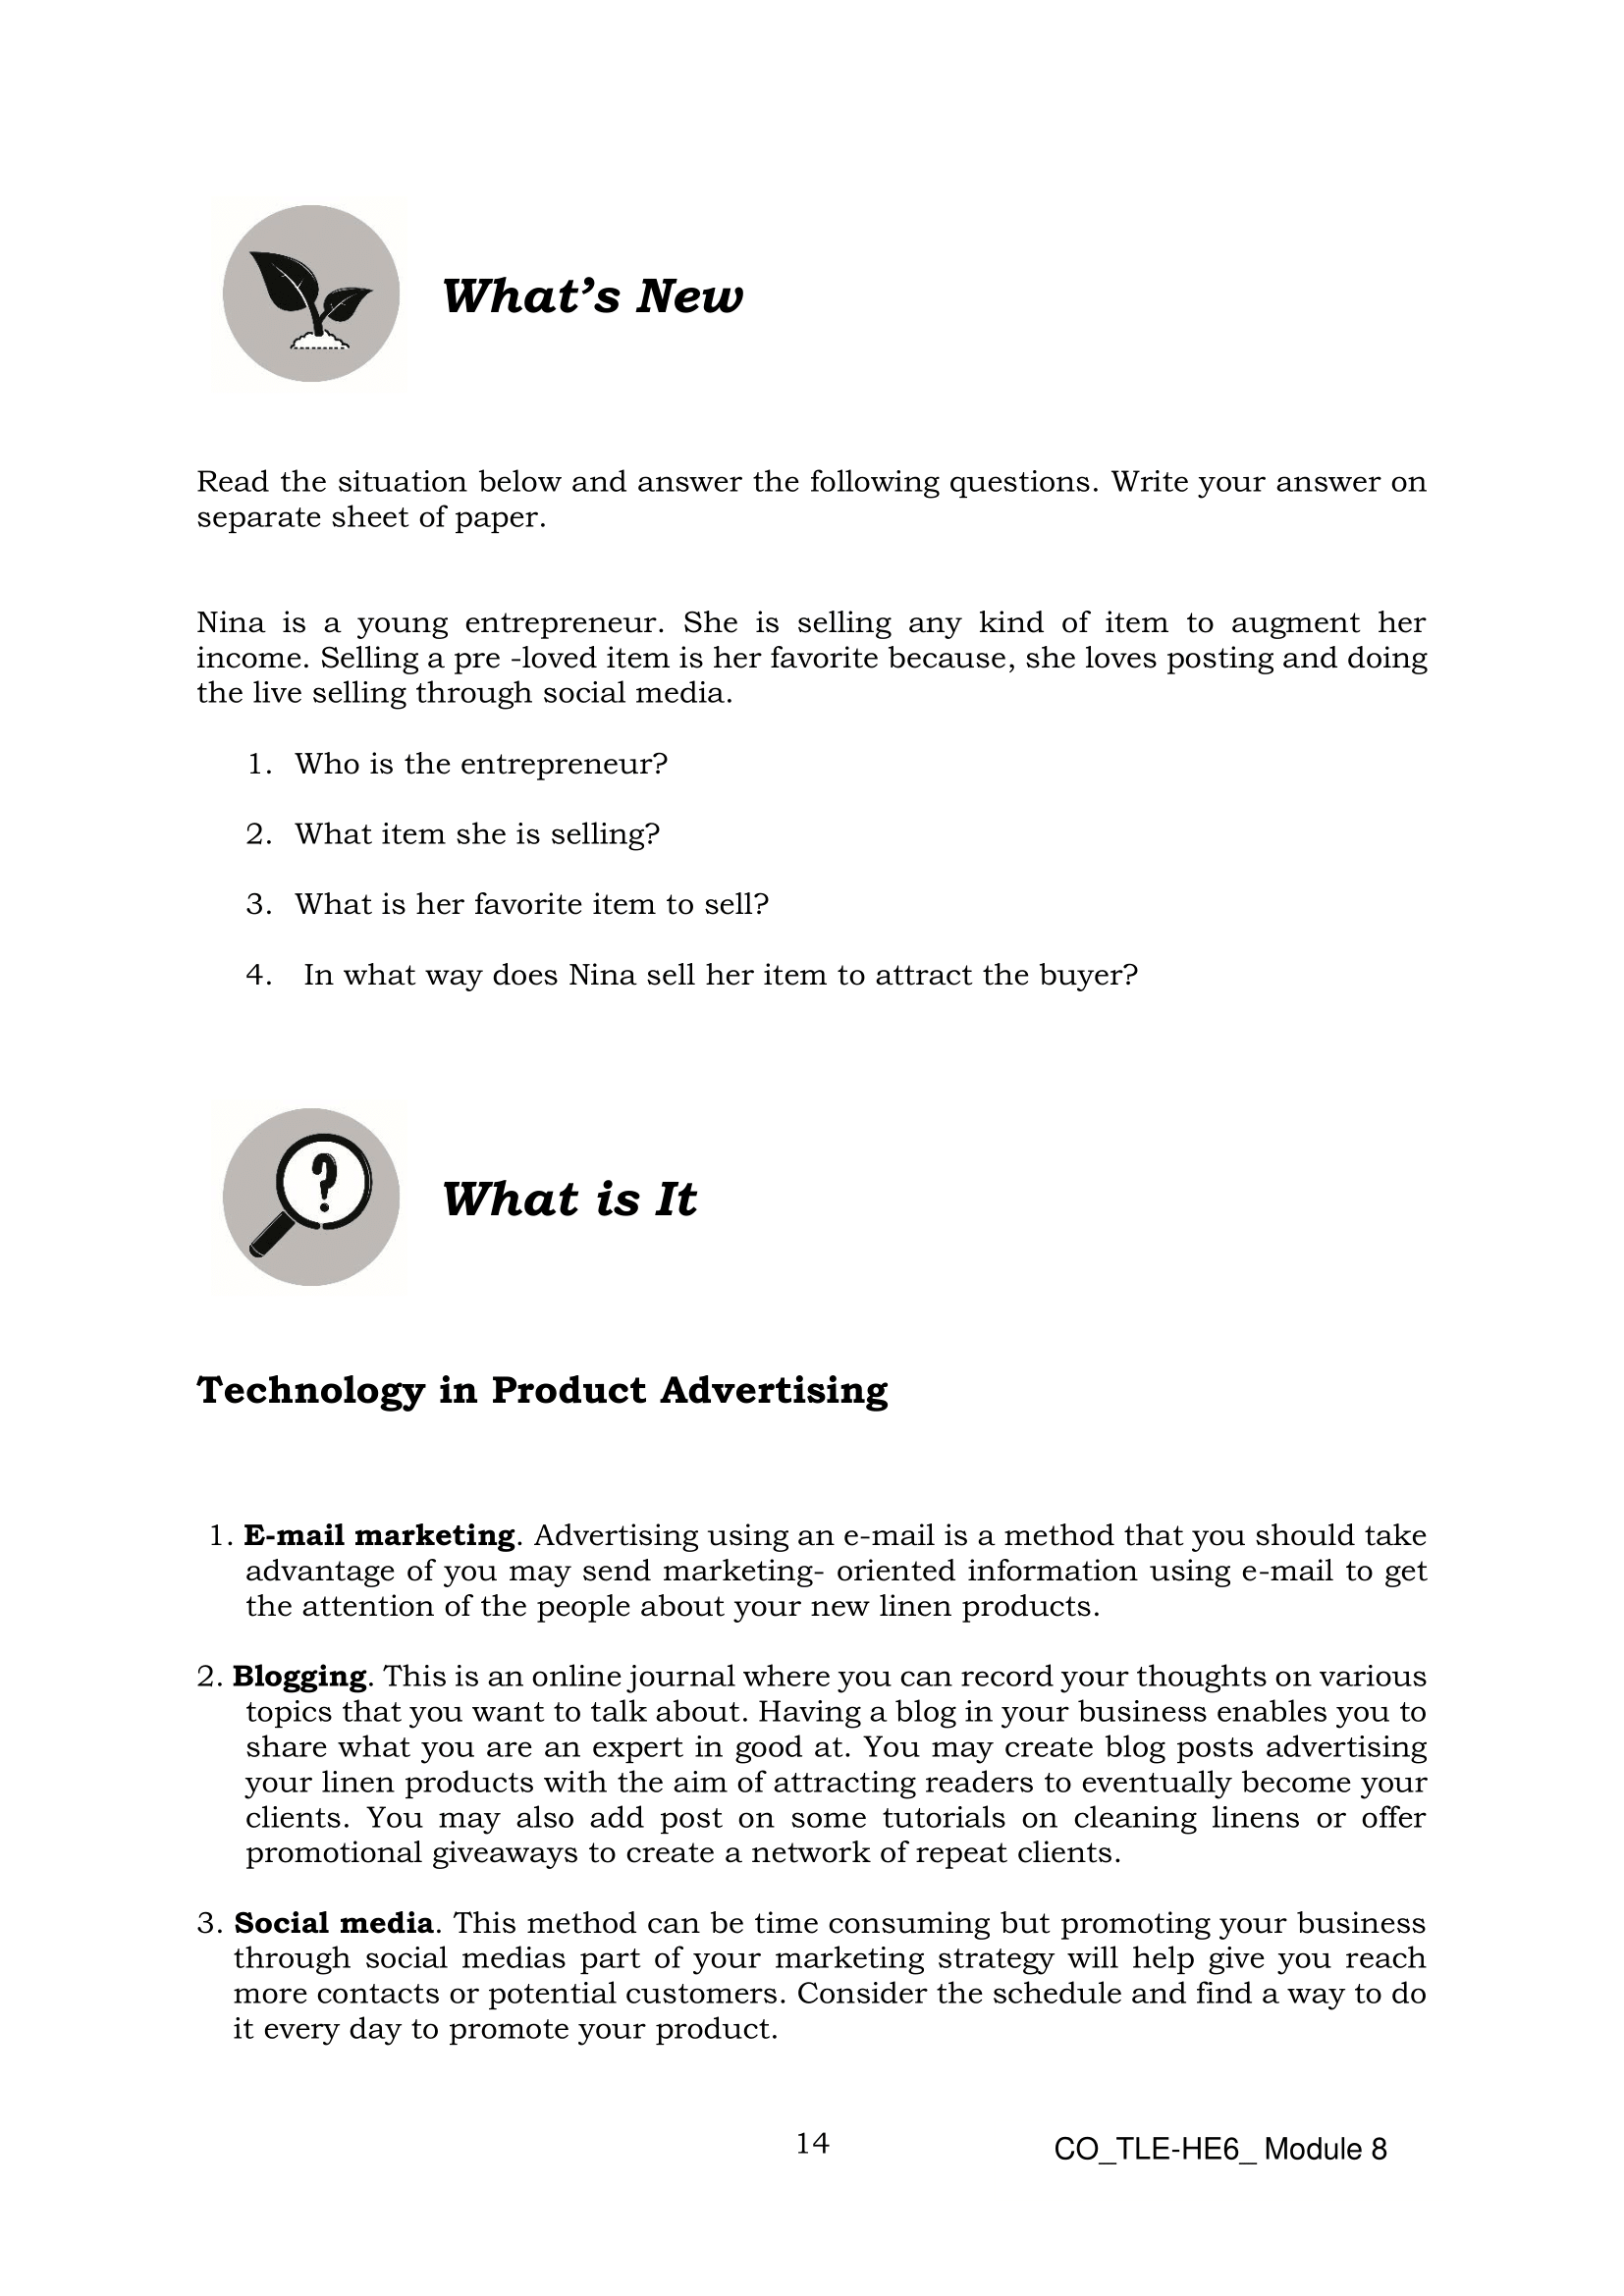 What’s New
Read the situation below and answer the following questions. Write your answer on
separate sheet of paper.
Nina is a young entrepreneur. She is selling any kind of item to augment her
income. Selling a pre -loved item is her favorite because, she loves posting and doing
the live selling through social media.
1. Who is the entrepreneur?
2. What item she is selling?
3. What is her favorite item to sell?
4. In what way does Nina sell her item to attract the buyer?
?
What is It
Technology in Product Advertising
1. E-mail marketing. Advertising using an e-mail is a method that you should take
advantage of you may send marketing- oriented information using e-mail to get
the attention of the people about your new linen products.
2. Blogging. This is an online journal where you can record your thoughts on various
topics that you want to talk about. Having a blog in your business enables you to
share what you are an expert in good at. You may create blog posts advertising
your linen products with the aim of attracting readers to eventually become your
clients. You may also add post on some tutorials on cleaning linens or offer
promotional giveaways to create a network of repeat clients.
3. Social media. This method can be time consuming but promoting your business
through social medias part of your marketing strategy will help give you reach
more contacts or potential customers. Consider the schedule and find a way to do
it every day to promote your product.
14
CO_TLE-HE6_ Module 8